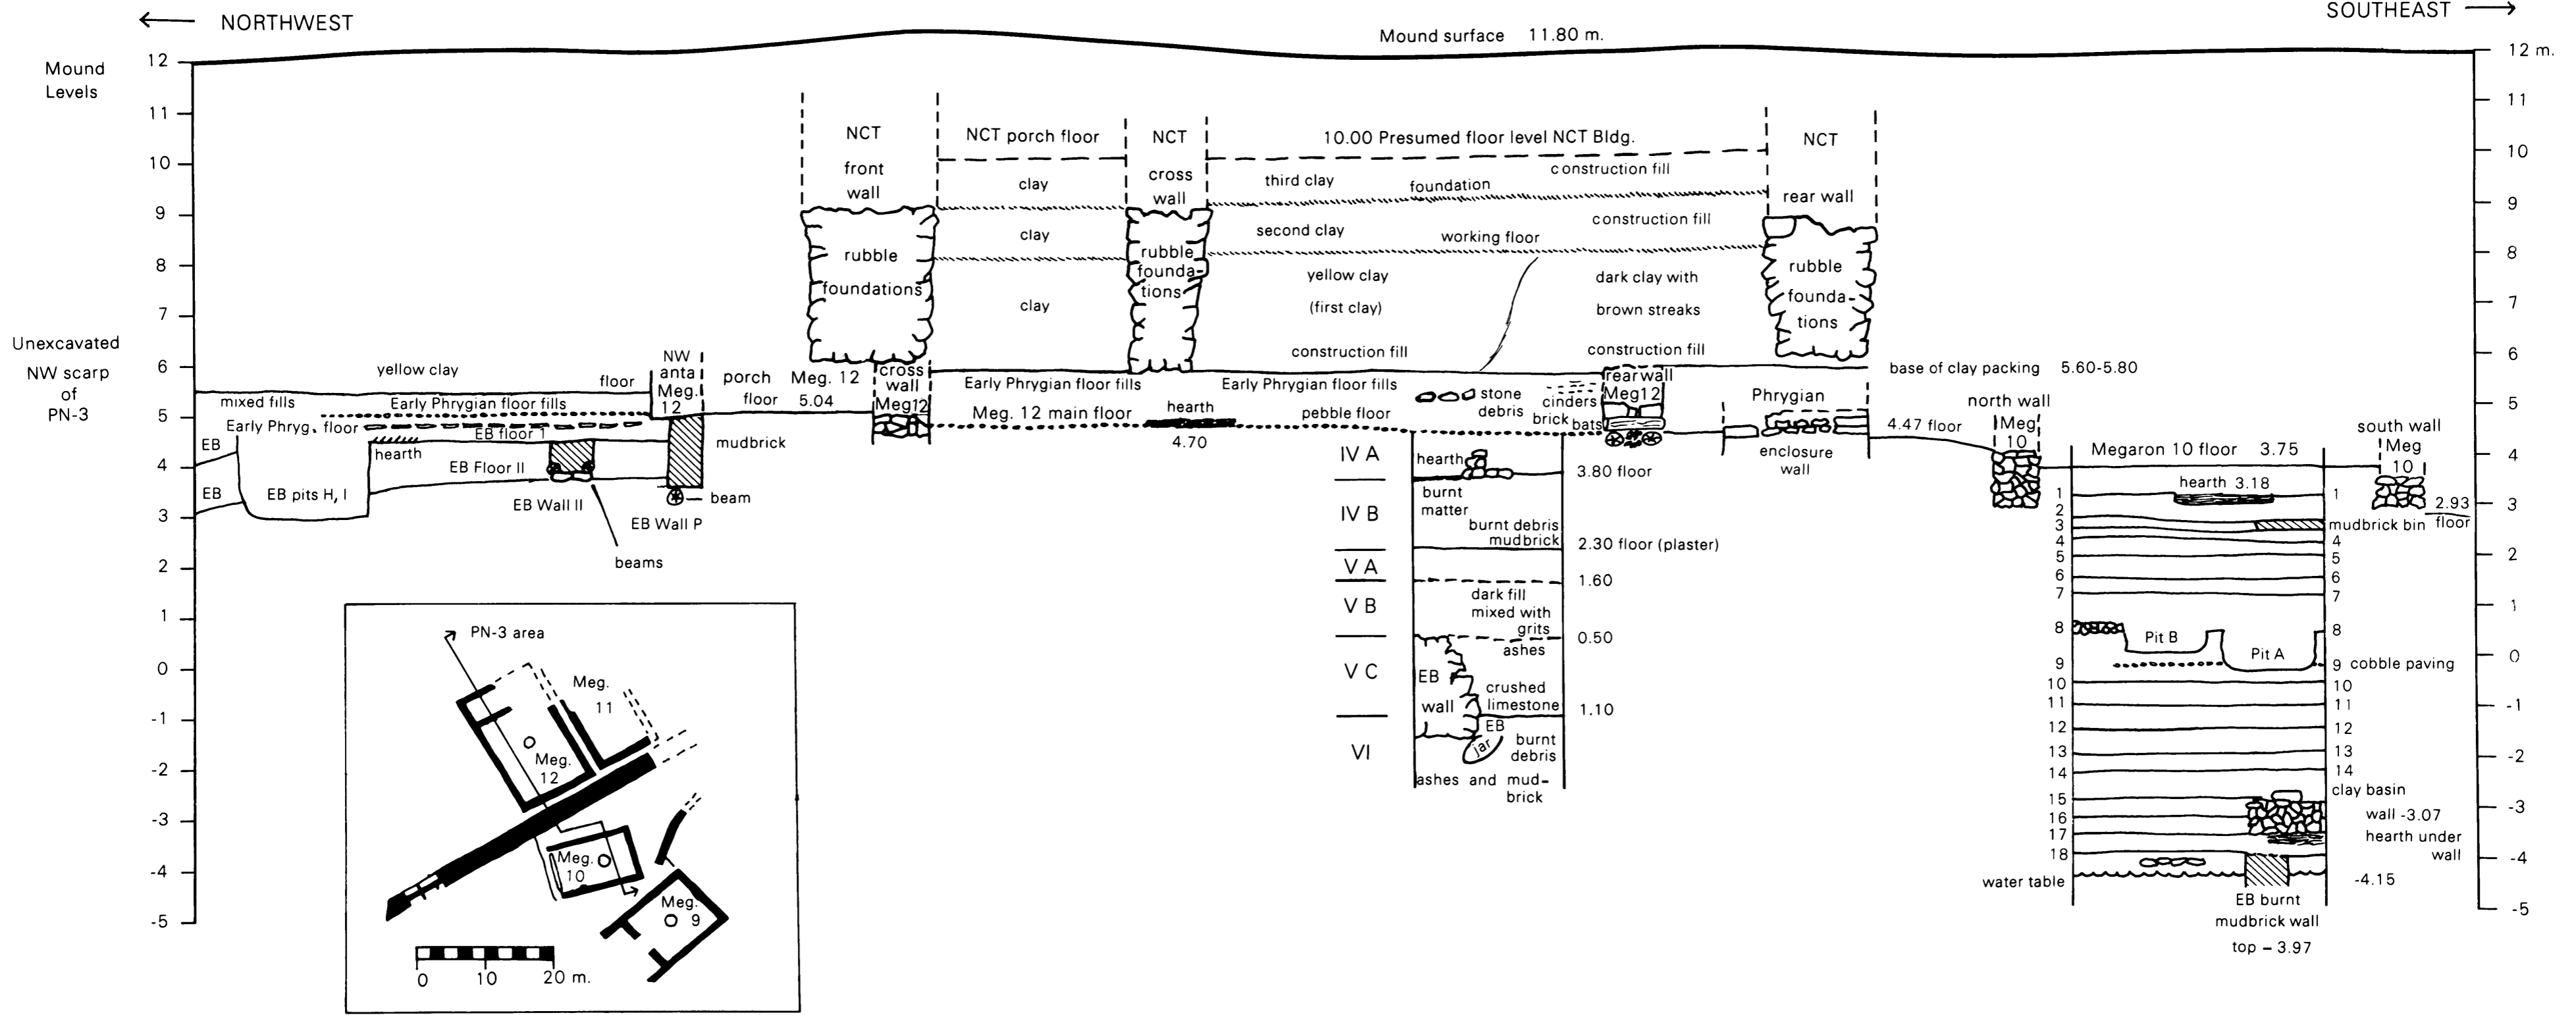 NORTHWEST
SOUTHEAST
Mound surface 11.80 m.
Mound
Levels
12
11
10
9
8
7
6
5
4
3
2
1
0
-1
-2
-3
-4
-5
Unexcavated
NW scarp
of
PN-3
12 m.
11
10
9
8
7
6
5
4
3
2
1
0
-1
-2
-3
-4
-5
NCT
front
wall
rubble
foundations
NCT porch floor
clay
clay
clay
NCT
cross
wall
rubble
founda-
tions
10.00 Presumed floor level NCT Bldg.
third clay
foundation
construction fill
second clay
working floor
construction fill
yellow clay
(first clay)
construction fill
dark clay with
brown streaks
construction fill
NCT
rear wall
rubble
founda-
tions
base of clay packing 5.60-5.80
yellow clay
floor
mixed fills
Early Phrygian floor fills
Early Phryg. floor
EB floor 1
hearth
EB
EB
EB pits H, I
EB Floor II
EB Wall II
beams
NW
anta
Meg.
12
mudbrick
beam
EB Wall P
porch Meg. 12
floor 5.04
cross
wall
Meg12
Early Phrygian floor fills
Early Phrygian floor fills
Meg. 12 main floor
hearth
4.70
pebble floor
stone
debris
cinders
brick
bats
rear wall
Meg12
Phrygian
enclosure
wall
4.47 floor
north wall
Meg
10
Megaron 10 floor 3.75
south wall
Meg
10
2.93
floor
IV A
IV B
V A
V B
V C
VI
hearth
3.80 floor
burnt
matter
burnt debris
mudbrick
2.30 floor (plaster)
1.60
dark fill
mixed with
grits
0.50
ashes
EB
wall
crushed
limestone
1.10
EB
jar
burnt
debris
ashes and mud-
brick
hearth 3.18
1
2
3
4
5
6
7
8
9
10
11
12
13
14
15
16
17
18
water table
Pit B
Pit A
1
mudbrick bin
4
5
6
7
8
9 cobble paving
10
11
12
13
14
clay basin
wall -3.07
hearth under
wall
-4.15
EB burnt
mudbrick wall
top -3.97
PN-3 area
Meg.
11
Meg.
12
Meg.
10
Meg.
9
0 10 20 m.